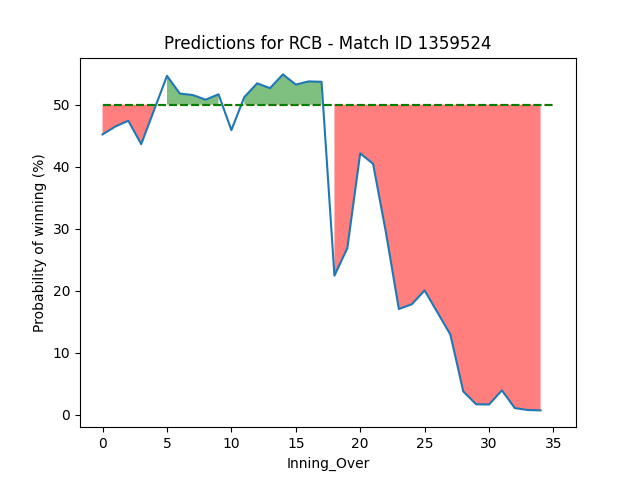 Predictions for RCB - Match ID 1359524
Probability of winning (%)
50
40
30
20
10
0
0 5 10 15 20 25 30 35
Inning_Over